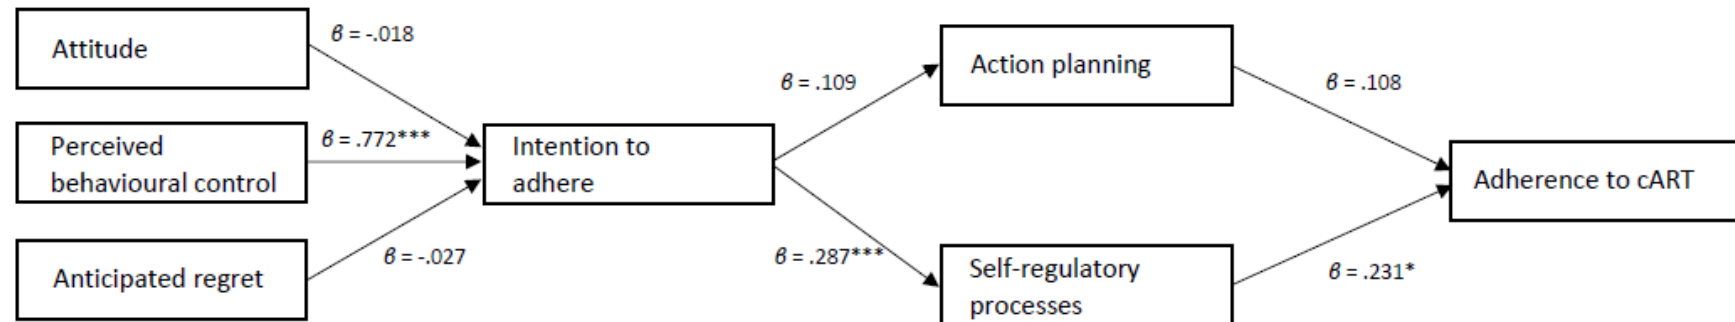 Attitude
β = -.018
Perceived
behavioural control
β = .772***
Anticipated regret
β = -.027
Intention to
adhere
β = .109
β = .287***
Action planning
β = .108
Self-regulatory
processes
β = .231*
Adherence to cART